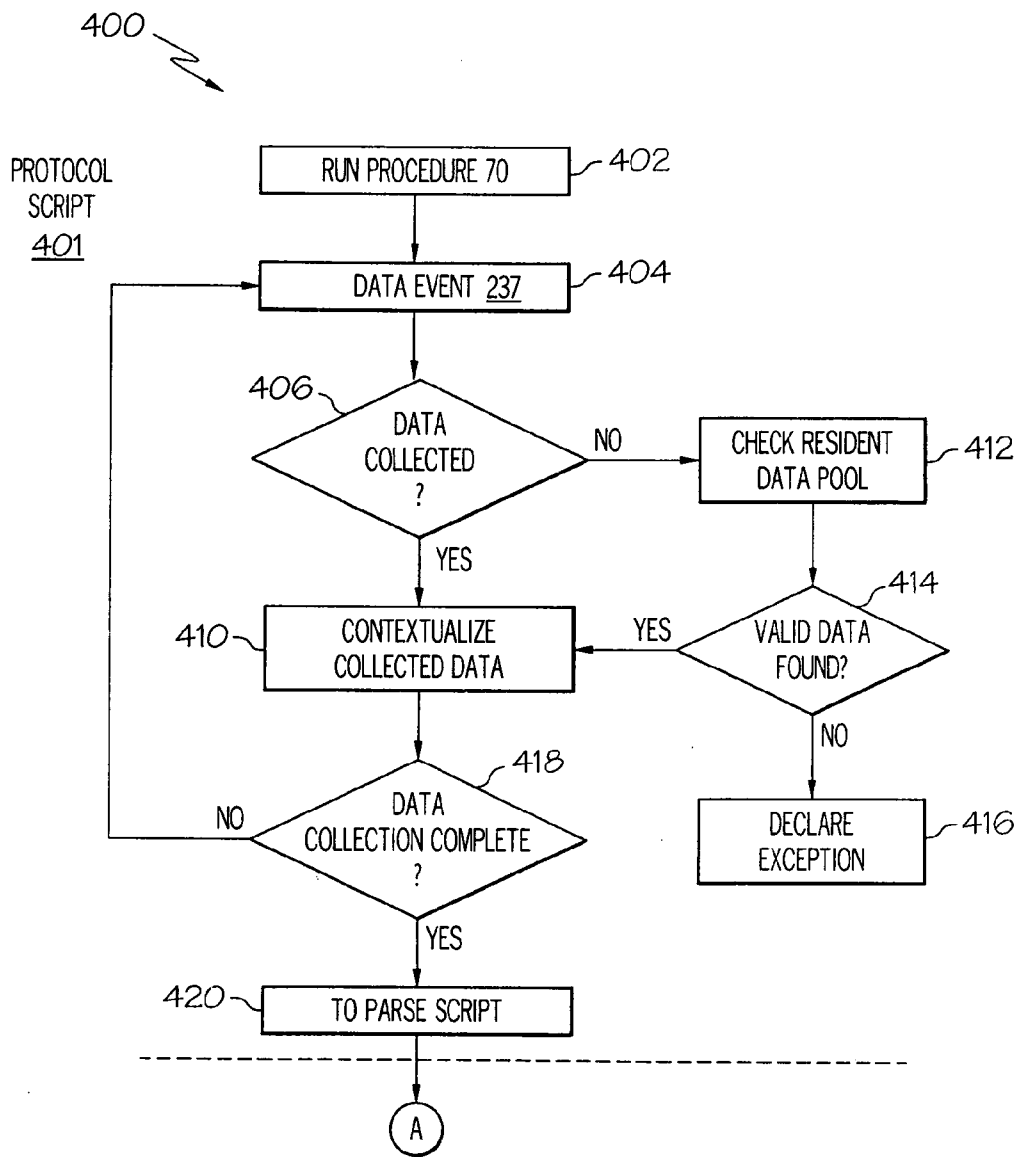 400
PROTOCOL
SCRIPT
401
RUN PROCEDURE 70
402
DATA EVENT 237
404
406
DATA
COLLECTED
?
NO
YES
CHECK RESIDENT
DATA POOL
412
410
CONTEXTUALIZE
COLLECTED DATA
YES
VALID DATA
FOUND?
414
NO
DECLARE
EXCEPTION
416
418
DATA
COLLECTION COMPLETE
?
NO
YES
420
TO PARSE SCRIPT
A